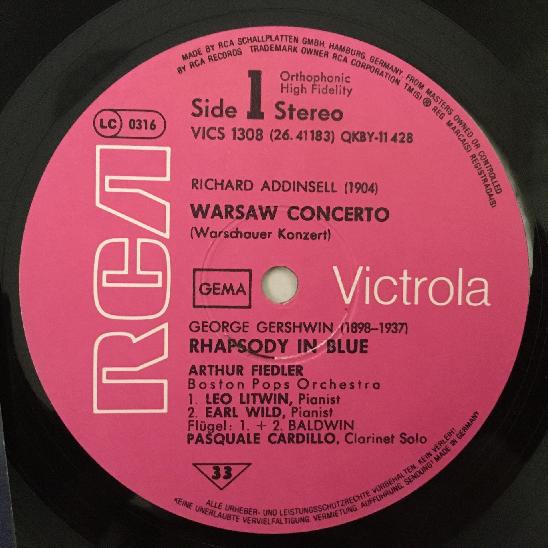 MADE BY RCA SCHALLPLATTEN GMBH, HAMBURG, GERMANY, FROM MASTERS OWNED OR CONTROLLED
BY RCA RECORDS TRADEMARK OWNER RCA CORPORATION TM(S) ® REG. MARCA(S) REGISTRADA(S)
Orthophonic
High Fidelity
Side 1 Stereo
VICS 1308 (26.41183) QKBY-11 428
LC 0316
RCA
RICHARD ADDINSELL (1904)
WARSAW CONCERTO
(Warschauer Konzert)
GEMA
Victrola
GEORGE GERSHWIN (1898–1937)
RHAPSODY IN BLUE
ARTHUR FIEDLER
Boston Pops Orchestra
1. LEO LITWIN, Pianist
2. EARL WILD, Pianist
Flügel: 1. + 2. BALDWIN
PASQUALE CARDILLO, Clarinet Solo
33
ALLE URHEBER- UND LEISTUNGSSCHUTZRECHTE VORBEHALTEN. KEIN VERLEIH!
KEINE UNERLAUBTE VERVIELFÄLTIGUNG, VERMIETUNG, AUFFÜHRUNG, SENDUNG! MADE IN GERMANY